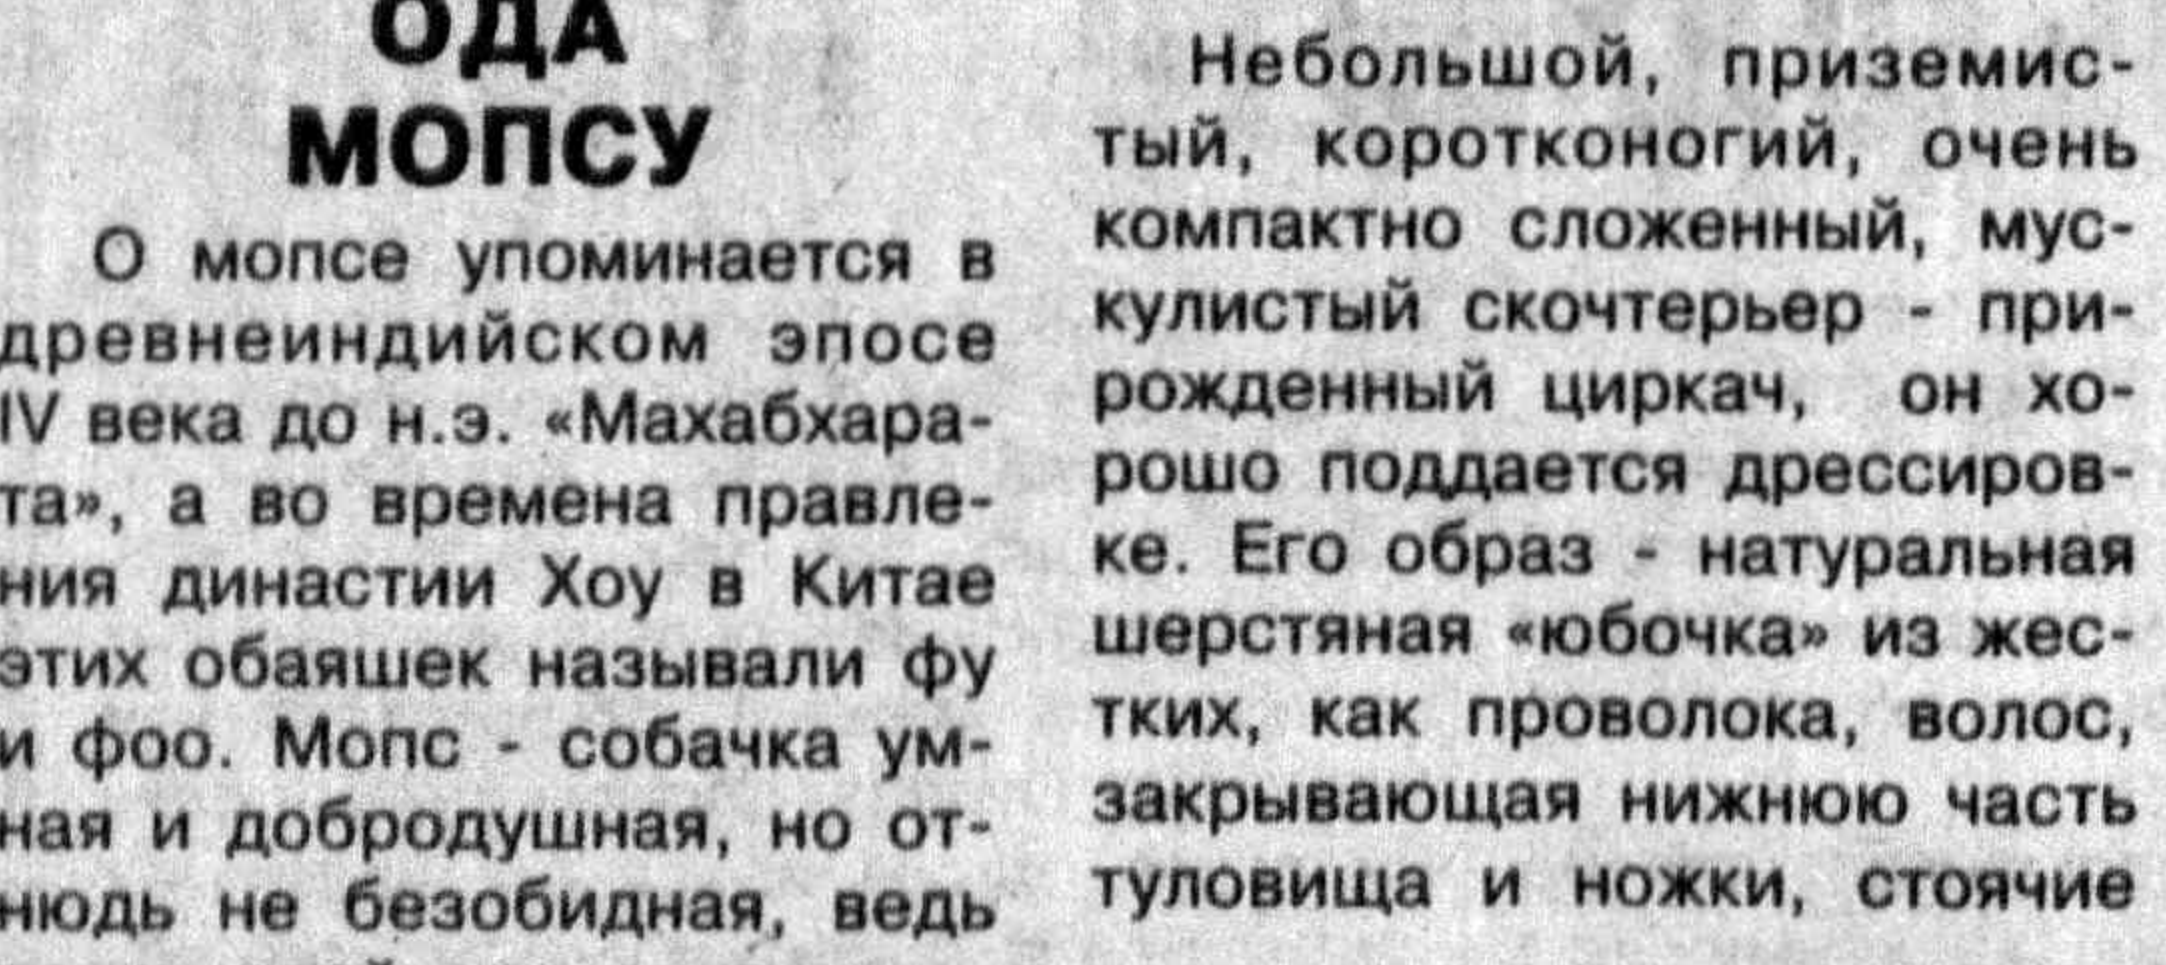 ОДА
МОПСУ
О мопсе упоминается в
древнеиндийском эпосе
IV века до н.э. «Махабхара-
та», а во времена правле-
ния династии Хоу в Китае
этих обаяшек называли фу
и фоо. Мопс - собачка ум-
ная и добродушная, но от-
нюдь не безобидная, ведь
Небольшой, приземис-
тый, коротконогий, очень
компактно сложенный, мус-
кулистый скочтерьер - при-
рожденный циркач, он хо-
рошо поддается дрессиров-
ке. Его образ - натуральная
шерстяная «юбочка» из жес-
тких, как проволока, волос,
закрывающая нижнюю часть
туловища и ножки, стоячие